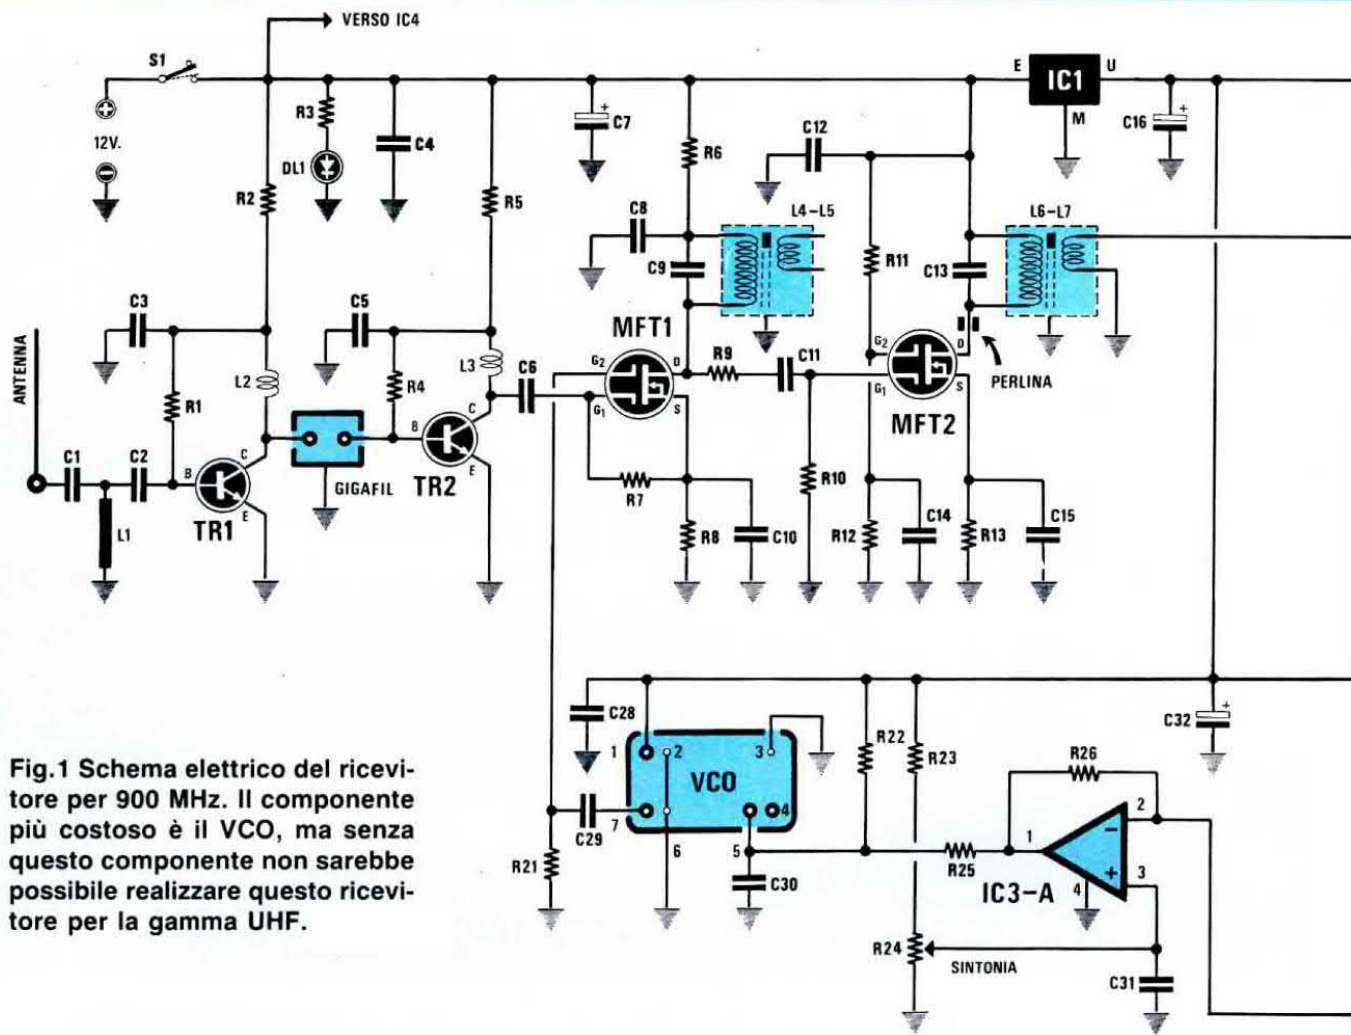 VERSO IC4
S1
E IC1 U
M
12V.
R3
DL1
C4
C7
C12
C16
R6
R2
R5
C8
C9
L4-L5
L6-L7
R11
C13
C3
C5
MFT1
PERLINA
MFT2
ANTENNA
L2
L3
C6
G2
G1
D
S
R9
C11
G2
G1
D
S
R1
R4
C1
C2
B
C
E
TR1
GIGAFIL
B
C
E
TR2
L1
R7
R8
C10
R10
R12
C14
R13
C15
C28
1
2
3
VCO
7
6
5
4
C29
R21
C30
R22
R23
R26
R25
1
2
3
4
-
+
IC3-A
R24
SINTONIA
C31
C32
+
+
+
Fig.1 Schema elettrico del ricevi-
tore per 900 MHz. Il componente
più costoso è il VCO, ma senza
questo componente non sarebbe
possibile realizzare questo ricevi-
tore per la gamma UHF.